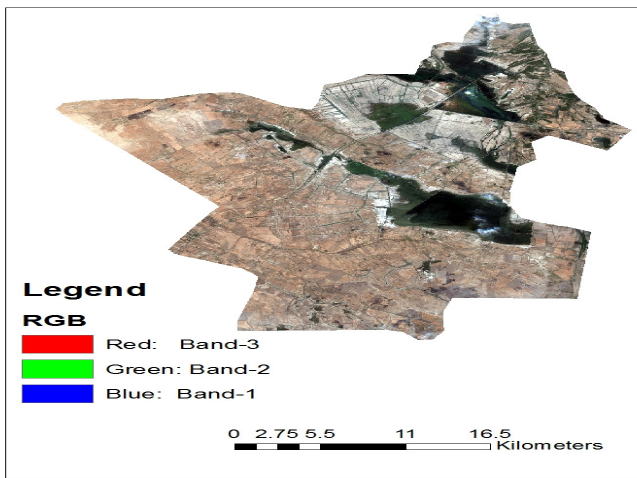 Legend
RGB
Red: Band-3
Green: Band-2
Blue: Band-1
0 2.75 5.5 11 16.5
Kilometers